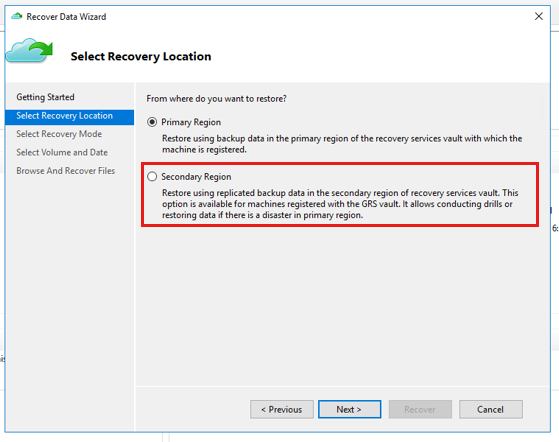 Recover Data Wizard
Select Recovery Location
Getting Started
Select Recovery Location
Select Recovery Mode
Select Volume and Date
Browse And Recover Files
From where do you want to restore?
Primary Region
Restore using backup data in the primary region of the recovery services vault with which the
machine is registered.
Secondary Region
Restore using replicated backup data in the secondary region of recovery services vault. This
option is available for machines registered with the GRS vault. It allows conducting drills or
restoring data if there is a disaster in primary region.
< Previous
Next >
Recover
Cancel